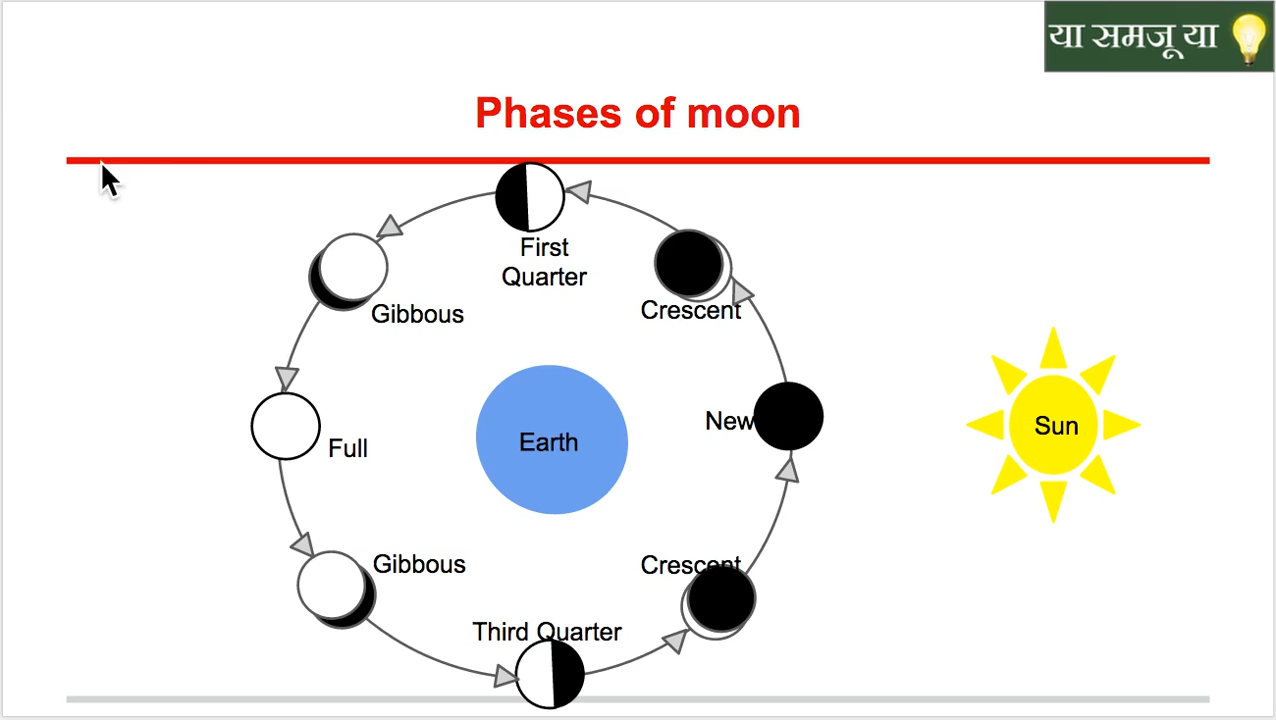 या समजू या
Phases of moon
First
Quarter
Gibbous
Crescent
New
Sun
Earth
Full
Gibbous
Crescent
Third Quarter